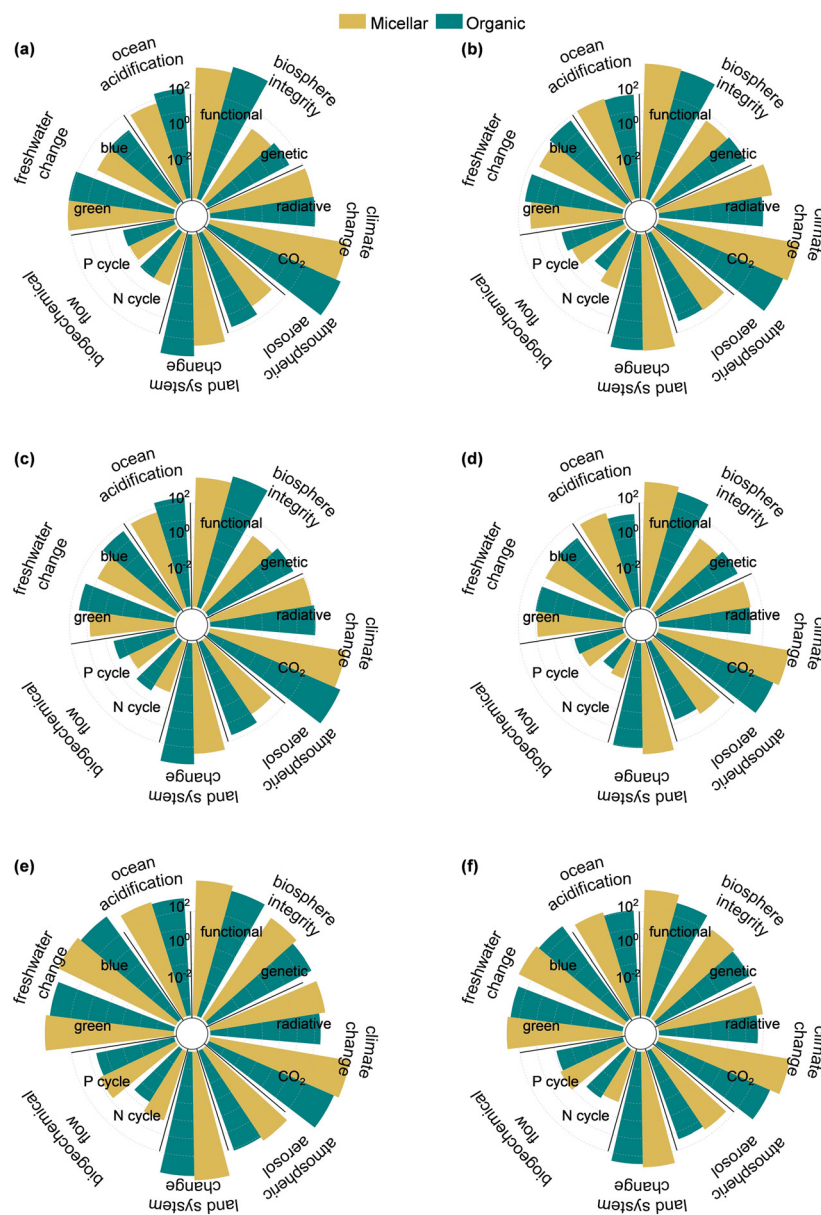 Micellar Organic
(a)
ocean
acidification
biosphere
integrity
freshwater
change
10²
10⁰
10⁻²
functional
genetic
blue
green
radiative
CO₂
climate
change
P cycle
N cycle
biogeochemical
flow
land system
change
atmospheric
aerosol
(b)
ocean
acidification
biosphere
integrity
freshwater
change
10²
10⁰
10⁻²
functional
genetic
blue
green
radiative
CO₂
climate
change
P cycle
N cycle
biogeochemical
flow
land system
change
atmospheric
aerosol
(c)
ocean
acidification
biosphere
integrity
freshwater
change
10²
10⁰
10⁻²
functional
genetic
blue
green
radiative
CO₂
climate
change
P cycle
N cycle
biogeochemical
flow
land system
change
atmospheric
aerosol
(d)
ocean
acidification
biosphere
integrity
freshwater
change
10²
10⁰
10⁻²
functional
genetic
blue
green
radiative
CO₂
climate
change
P cycle
N cycle
biogeochemical
flow
land system
change
atmospheric
aerosol
(e)
ocean
acidification
biosphere
integrity
freshwater
change
10²
10⁰
10⁻²
functional
genetic
blue
green
radiative
CO₂
climate
change
P cycle
N cycle
biogeochemical
flow
land system
change
atmospheric
aerosol
(f)
ocean
acidification
biosphere
integrity
freshwater
change
10²
10⁰
10⁻²
functional
genetic
blue
green
radiative
CO₂
climate
change
P cycle
N cycle
biogeochemical
flow
land system
change
atmospheric
aerosol